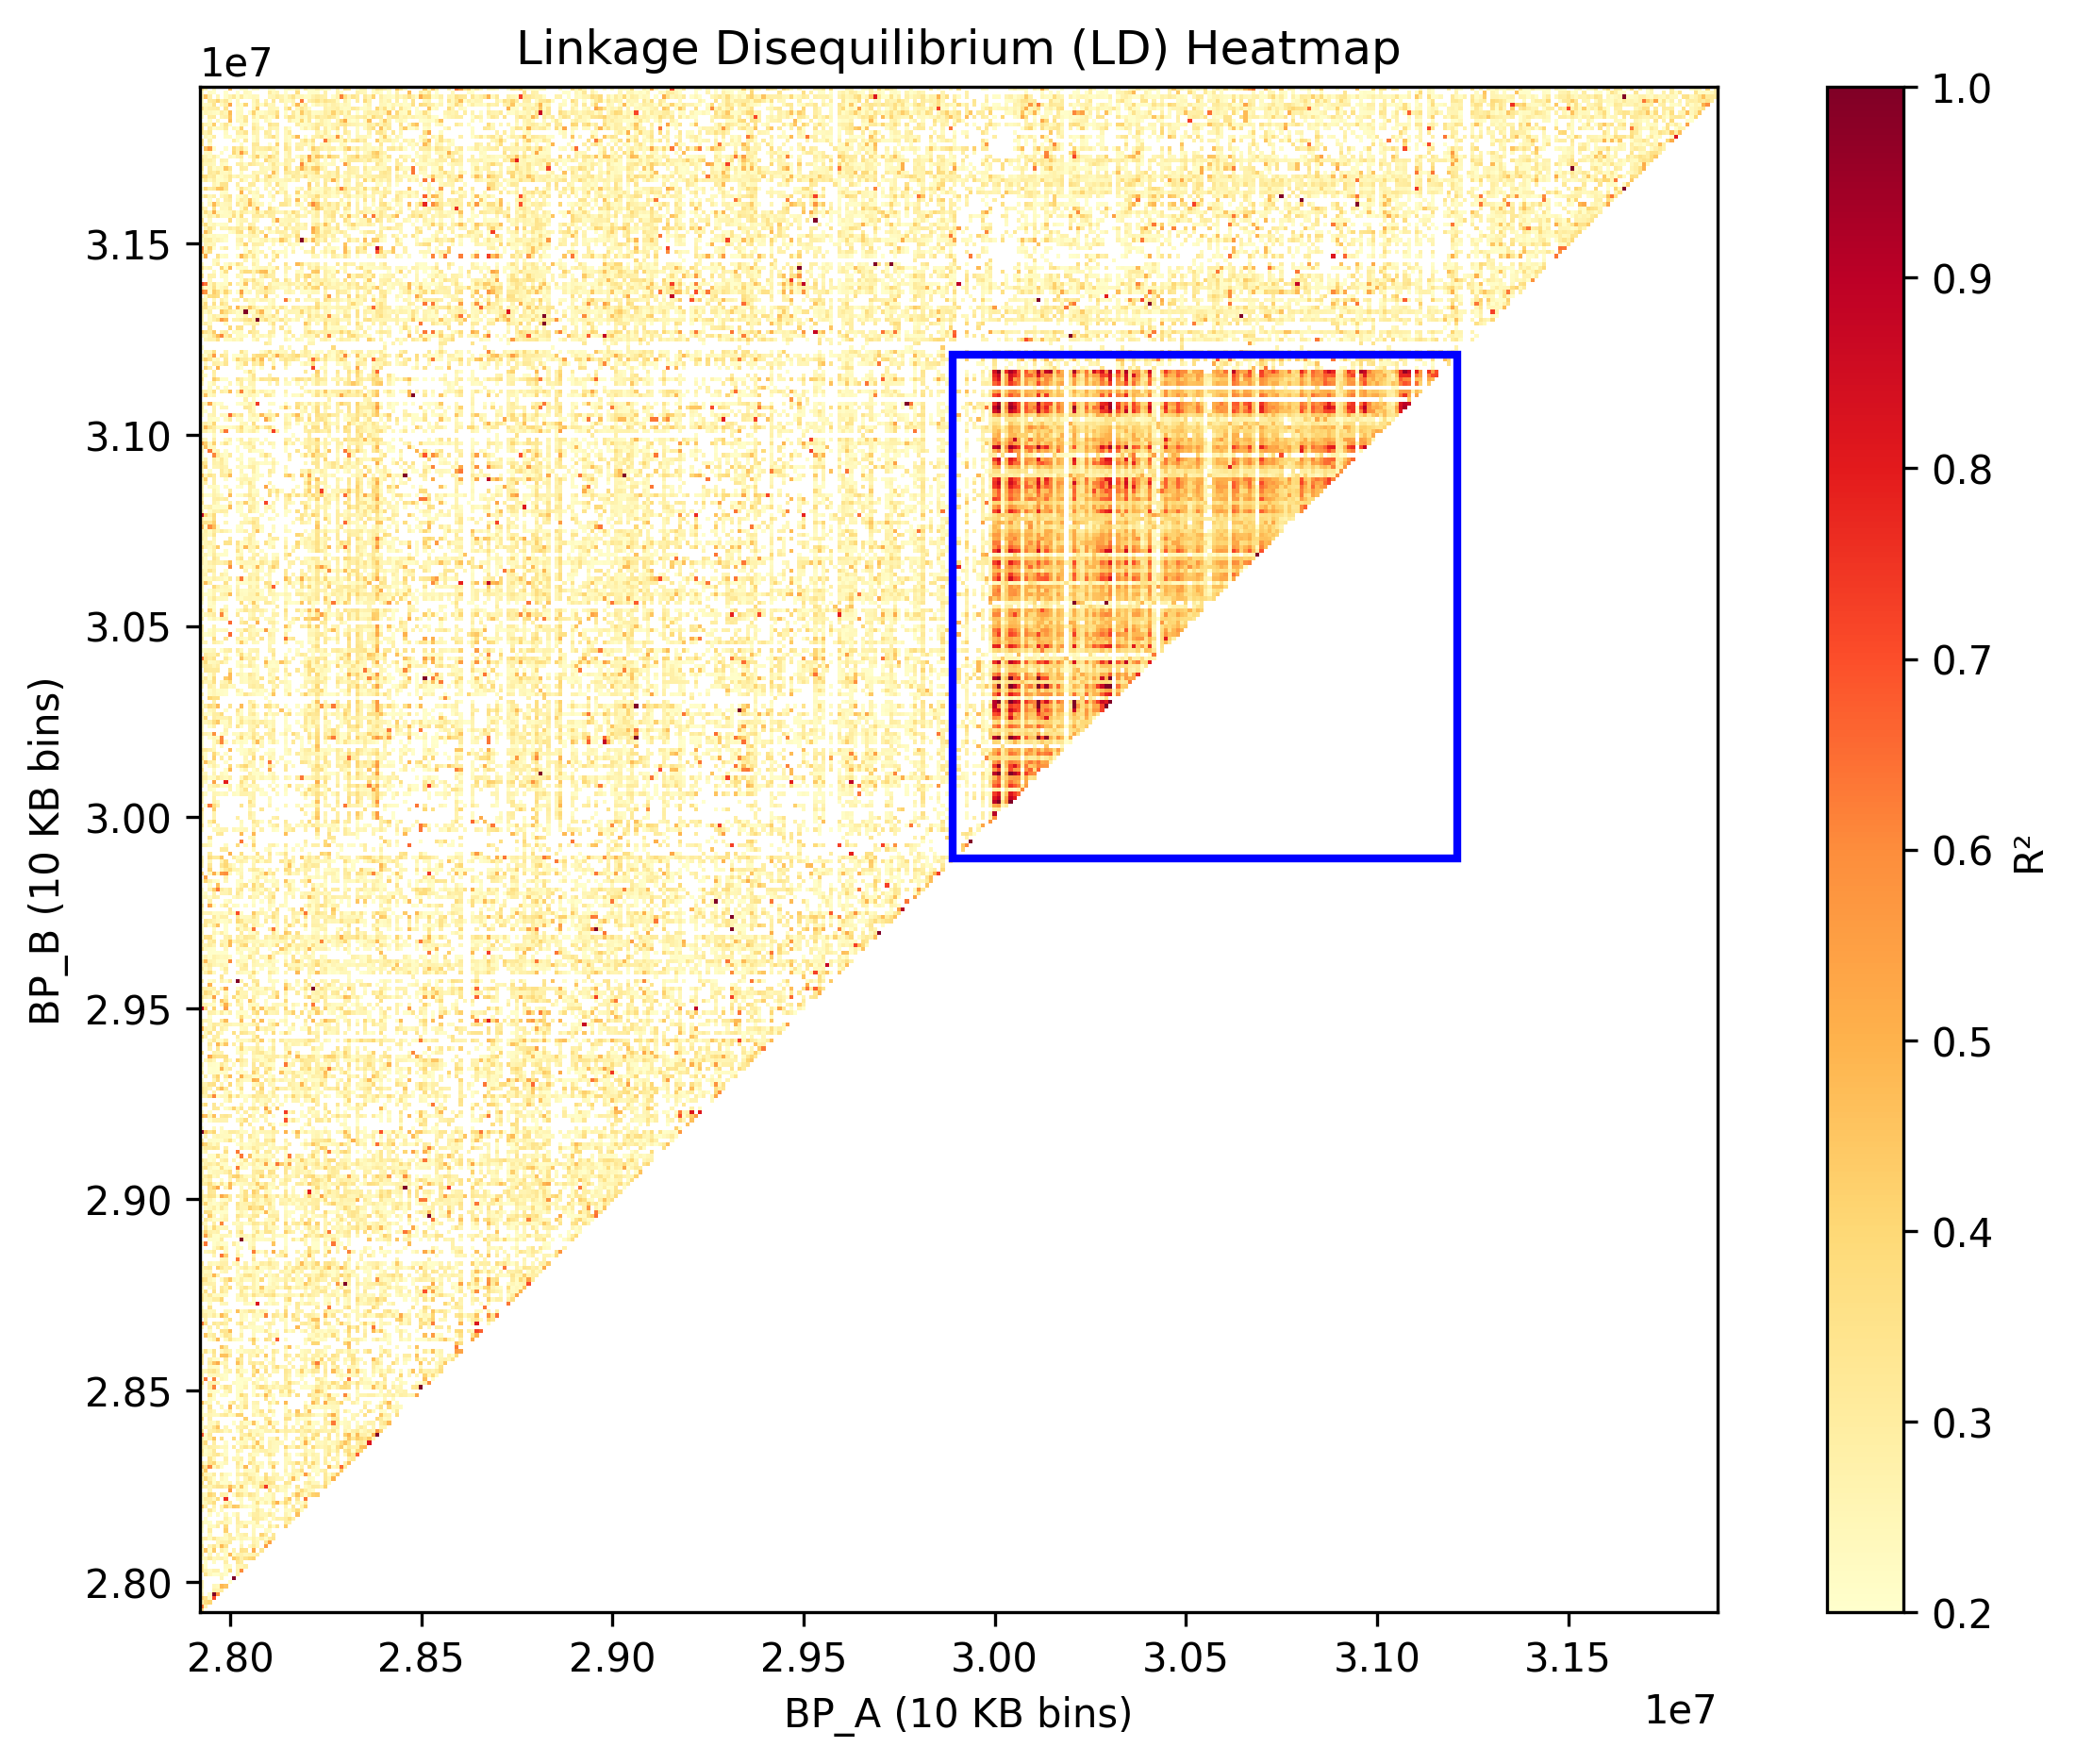 Linkage Disequilibrium (LD) Heatmap
1e7
3.15
3.10
3.05
3.00
2.95
2.90
2.85
2.80
BP_B (10 KB bins)
2.80 2.85 2.90 2.95 3.00 3.05 3.10 3.15
1e7
BP_A (10 KB bins)
1.0
0.9
0.8
0.7
0.6
0.5
0.4
0.3
0.2
R²